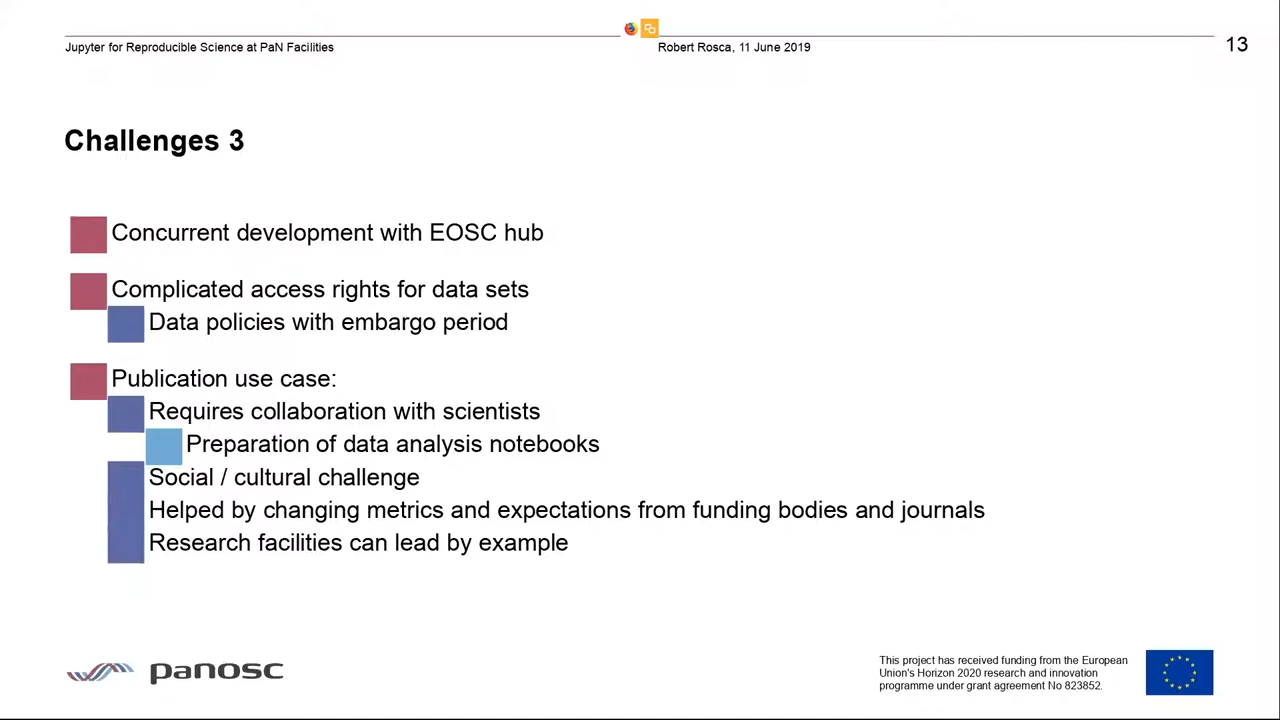 Jupyter for Reproducible Science at PaN Facilities
Robert Rosca, 11 June 2019
13
Challenges 3
Concurrent development with EOSC hub
Complicated access rights for data sets
Data policies with embargo period
Publication use case:
Requires collaboration with scientists
Preparation of data analysis notebooks
Social / cultural challenge
Helped by changing metrics and expectations from funding bodies and journals
Research facilities can lead by example
panosc
This project has received funding from the European
Union's Horizon 2020 research and innovation
programme under grant agreement No 823852.